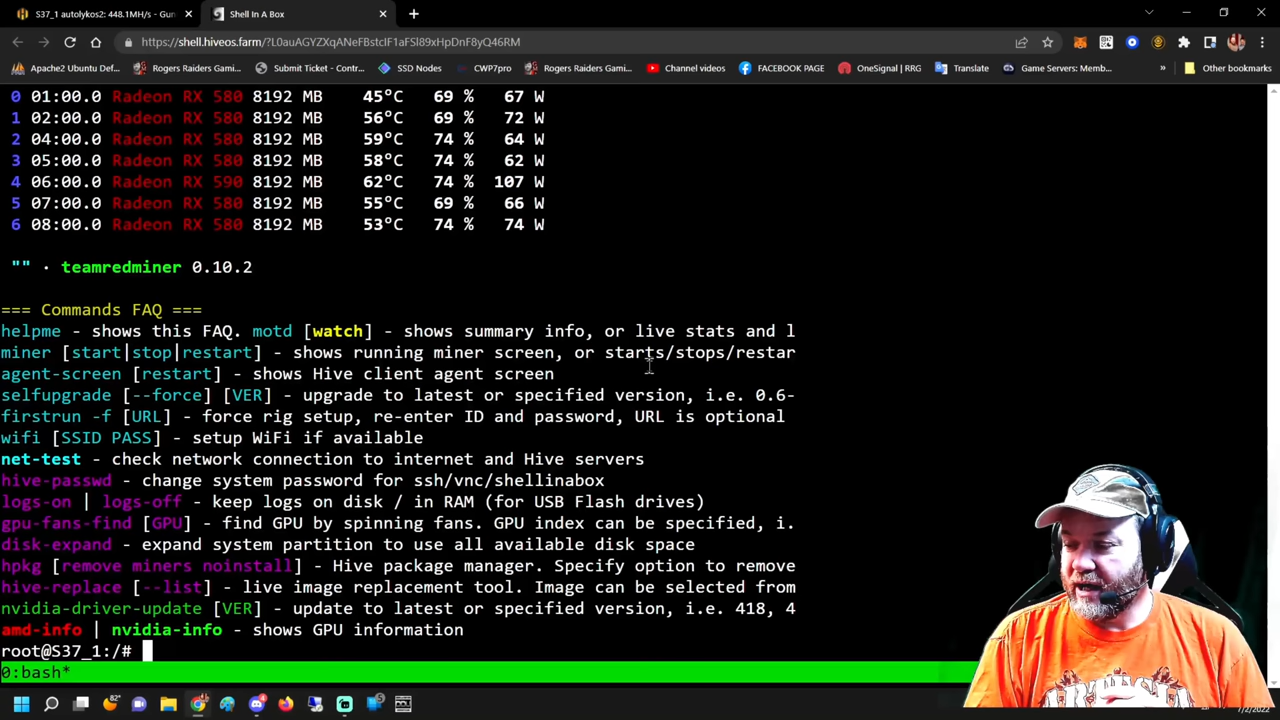 S37_1 autolykos2: 448.1MH/s - Gun
Shell In A Box
https://shell.hiveos.farm/?L0auAGYZXqANeFBstcIF1aFSl89xHpDnF8yQ46RM
Apache2 Ubuntu Def... Rogers Raiders Gami... Submit Ticket - Contr... SSD Nodes CWP7pro Rogers Raiders Gami... Channel videos FACEBOOK PAGE OneSignal | RRG Translate Game Servers: Memb... » Other bookmarks
0 01:00.0 Radeon RX 580 8192 MB 45°C 69 % 67 W
1 02:00.0 Radeon RX 580 8192 MB 56°C 69 % 72 W
2 04:00.0 Radeon RX 580 8192 MB 59°C 74 % 64 W
3 05:00.0 Radeon RX 580 8192 MB 58°C 74 % 62 W
4 06:00.0 Radeon RX 590 8192 MB 62°C 74 % 107 W
5 07:00.0 Radeon RX 580 8192 MB 55°C 69 % 66 W
6 08:00.0 Radeon RX 580 8192 MB 53°C 74 % 74 W
"" · teamredminer 0.10.2
=== Commands FAQ ===
helpme - shows this FAQ. motd [watch] - shows summary info, or live stats and l
miner [start|stop|restart] - shows running miner screen, or starts/stops/restar
agent-screen [restart] - shows Hive client agent screen
selfupgrade [--force] [VER] - upgrade to latest or specified version, i.e. 0.6-
firstrun -f [URL] - force rig setup, re-enter ID and password, URL is optional
wifi [SSID PASS] - setup WiFi if available
net-test - check network connection to internet and Hive servers
hive-passwd - change system password for ssh/vnc/shellinabox
logs-on | logs-off - keep logs on disk / in RAM (for USB Flash drives)
gpu-fans-find [GPU] - find GPU by spinning fans. GPU index can be specified, i.
disk-expand - expand system partition to use all available disk space
hpkg [remove miners noinstall] - Hive package manager. Specify option to remove
hive-replace [--list] - live image replacement tool. Image can be selected from
nvidia-driver-update [VER] - update to latest or specified version, i.e. 418, 4
amd-info | nvidia-info - shows GPU information
root@S37_1:/#
0:bash*
82°
7/2/2022